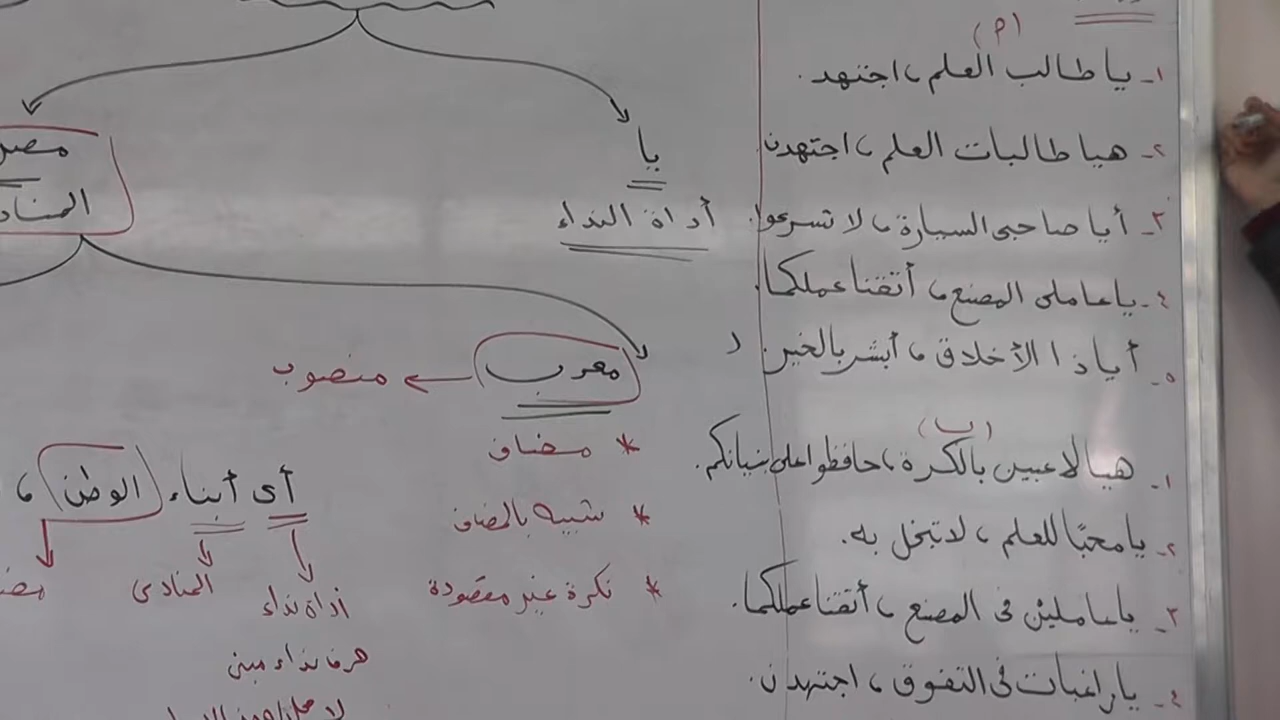 (م)
١- يا طالب العلم ، اجتهد .
٢- هيا طالبات العلم ، اجتهدن
٣- أيا صاحبى السيارة ، لا تسرعوا .
٤- يا عاملى المصنع ، أتقنا عملكما .
٥- أيا ذا الأخلاق ، أبشر بالخير .
(ب)
١- هيا لاعبين بالكرة ، حافظوا على بنيانكم .
٢- يا محبًا للعلم ، لا تبخل به .
٣- يا عاملين فى المصنع ، أتقنا عملكما .
٤- يا راغبات فى التفوق ، اجتهدن .
يا
أداة النداء
معرب ← منصوب
* مضاف
* شبيه بالمضاف
* نكرة غير مقصودة
أى أبناء الوطن ،
أداة نداء
المنادى
حرف نداء مبنى